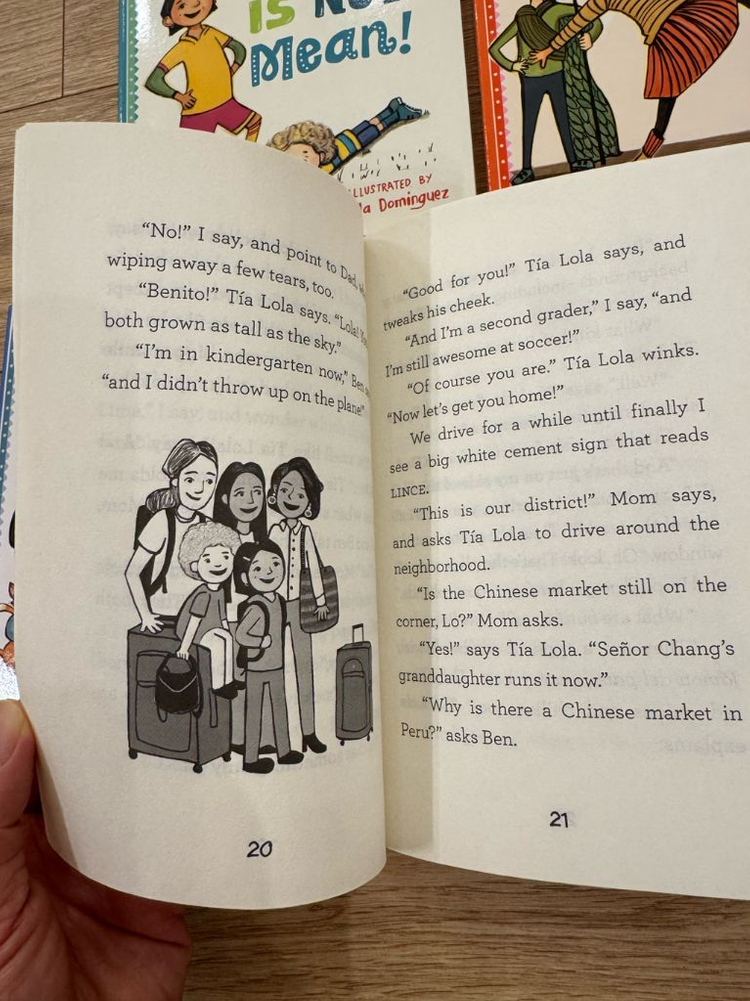 IS NOT
Mean!
ILLUSTRATED BY
la Dominguez
“No!” I say, and point to Dad,
wiping away a few tears, too.
“Benito!” Tía Lola says. “Lola!
both grown as tall as the sky.”
“I’m in kindergarten now,” Ben
“and I didn’t throw up on the plane!”
20
“Good for you!” Tía Lola says, and
tweaks his cheek.
“And I’m a second grader,” I say, “and
I’m still awesome at soccer!”
“Of course you are.” Tía Lola winks.
“Now let’s get you home!”
We drive for a while until finally I
see a big white cement sign that reads
LINCE.
“This is our district!” Mom says,
and asks Tía Lola to drive around the
neighborhood.
“Is the Chinese market still on the
corner, Lo?” Mom asks.
“Yes!” says Tía Lola. “Señor Chang’s
granddaughter runs it now.”
“Why is there a Chinese market in
Peru?” asks Ben.
21